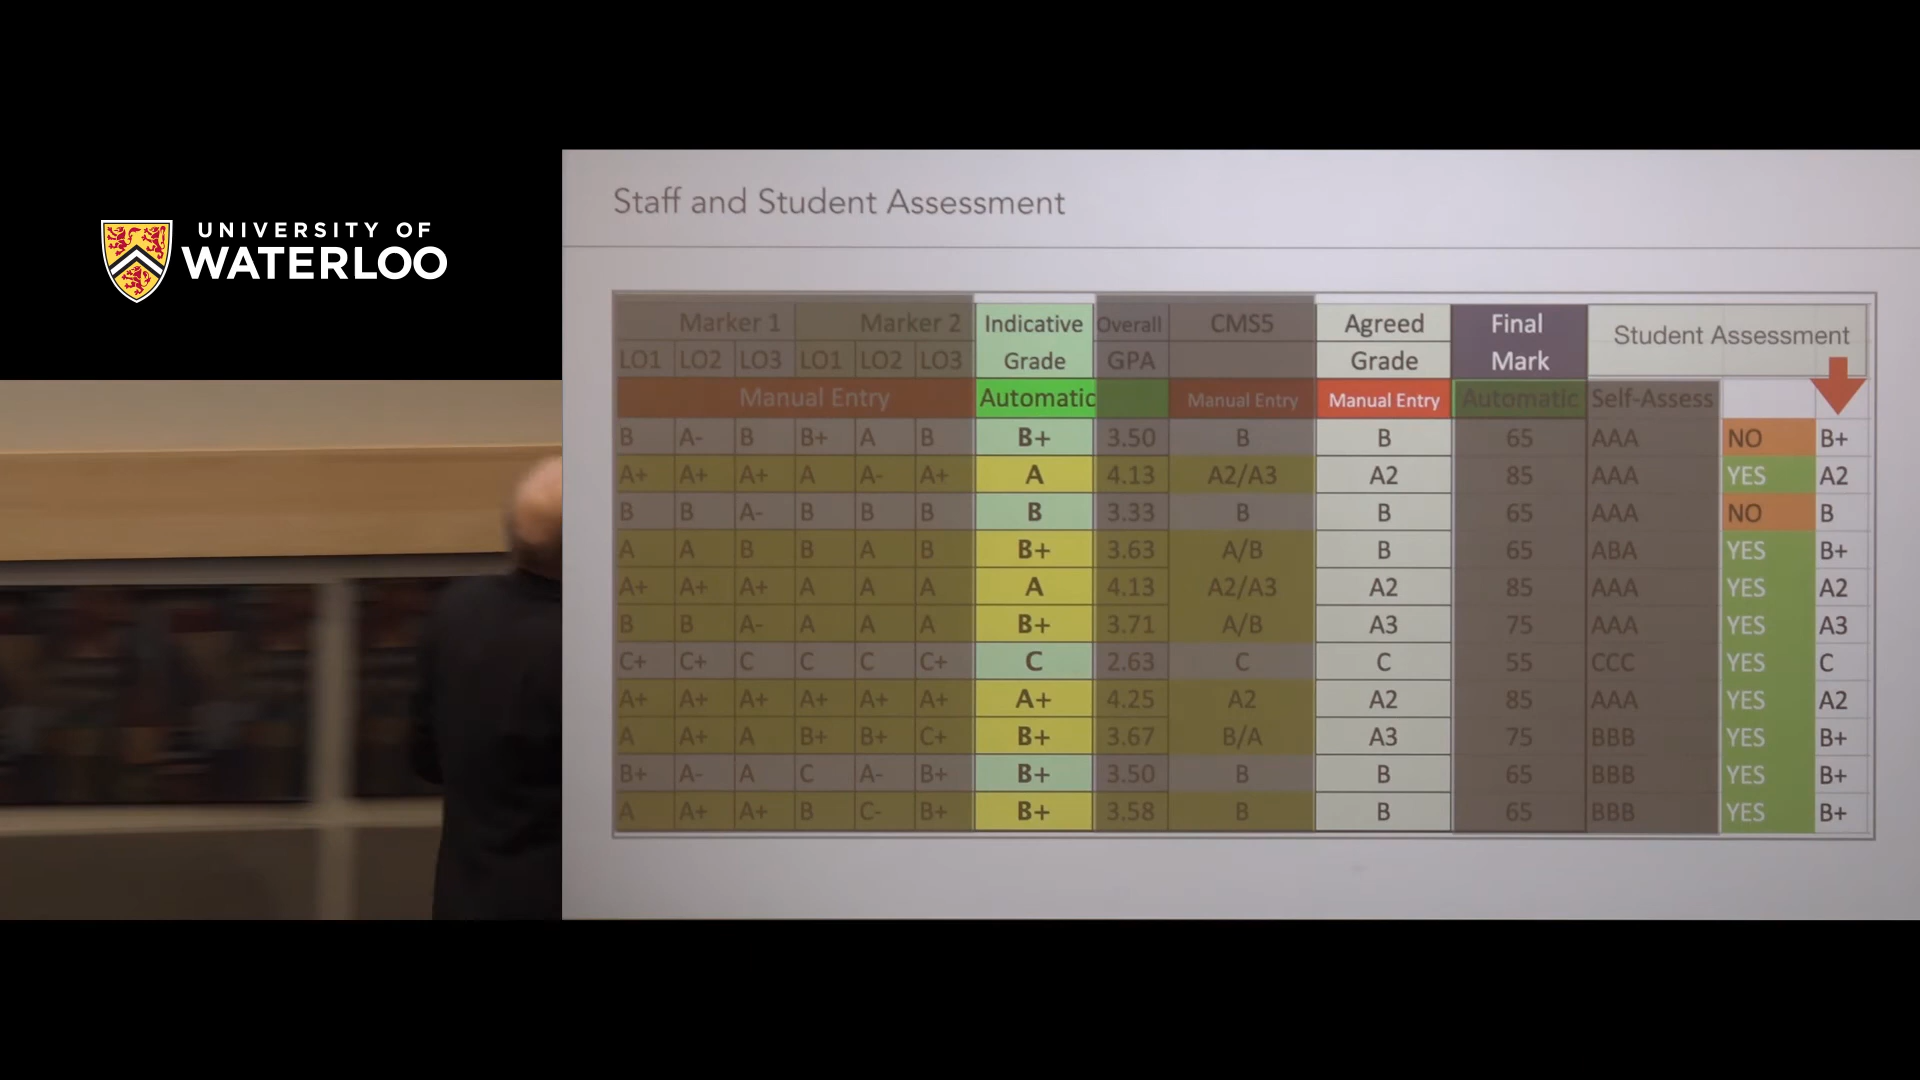 UNIVERSITY OF
WATERLOO
Staff and Student Assessment
Marker 1 Marker 2 Indicative Overall CMS5 Agreed Final Student Assessment
LO1 LO2 LO3 LO1 LO2 LO3 Grade GPA Grade Mark
Manual Entry Automatic Manual Entry Manual Entry Automatic Self-Assess
B A- B B+ A B B+ 3.50 B B 65 AAA NO B+
A+ A+ A+ A A- A+ A 4.13 A2/A3 A2 85 AAA YES A2
B B A- B B B B 3.33 B B 65 AAA NO B
A A B B A B B+ 3.63 A/B B 65 ABA YES B+
A+ A+ A+ A A A A 4.13 A2/A3 A2 85 AAA YES A2
B B A- A A A B+ 3.71 A/B A3 75 AAA YES A3
C+ C+ C C C C+ C 2.63 C C 55 CCC YES C
A+ A+ A+ A+ A+ A+ A+ 4.25 A2 A2 85 AAA YES A2
A A+ A B+ B+ C+ B+ 3.67 B/A A3 75 BBB YES B+
B+ A- A C A- B+ B+ 3.50 B B 65 BBB YES B+
A A+ A+ B C- B+ B+ 3.58 B B 65 BBB YES B+